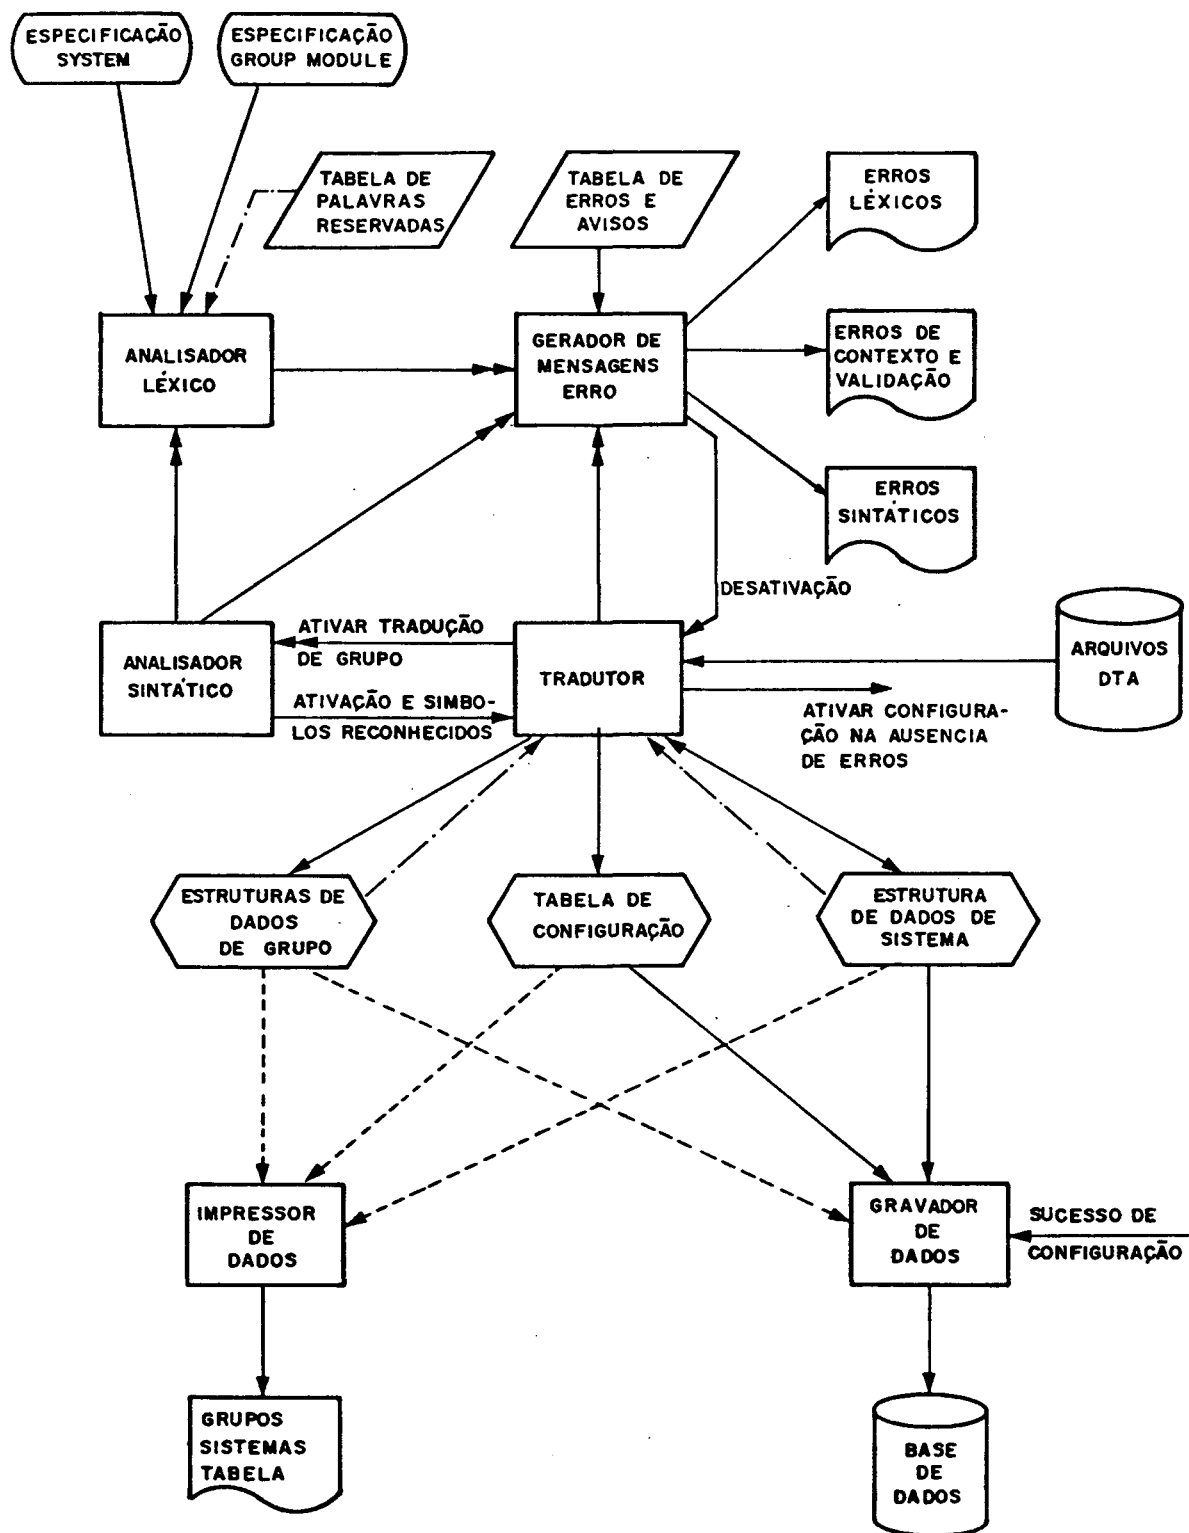 ESPECIFICAÇÃO
SYSTEM
ESPECIFICAÇÃO
GROUP MODULE
TABELA DE
PALAVRAS
RESERVADAS
TABELA DE
ERROS E
AVISOS
ERROS
LÉXICOS
ANALISADOR
LÉXICO
GERADOR DE
MENSAGENS
ERRO
ERROS DE
CONTEXTO E
VALIDAÇÃO
ERROS
SINTÁTICOS
DESATIVAÇÃO
ANALISADOR
SINTÁTICO
ATIVAR TRADUÇÃO
DE GRUPO
ATIVAÇÃO E SIMBO-
LOS RECONHECIDOS
TRADUTOR
ARQUIVOS
DTA
ATIVAR CONFIGURA-
ÇÃO NA AUSENCIA
DE ERROS
ESTRUTURAS DE
DADOS
DE GRUPO
TABELA DE
CONFIGURAÇÃO
ESTRUTURA
DE DADOS DE
SISTEMA
IMPRESSOR
DE
DADOS
GRAVADOR
DE
DADOS
SUCESSO DE
CONFIGURAÇÃO
GRUPOS
SISTEMAS
TABELA
BASE
DE
DADOS